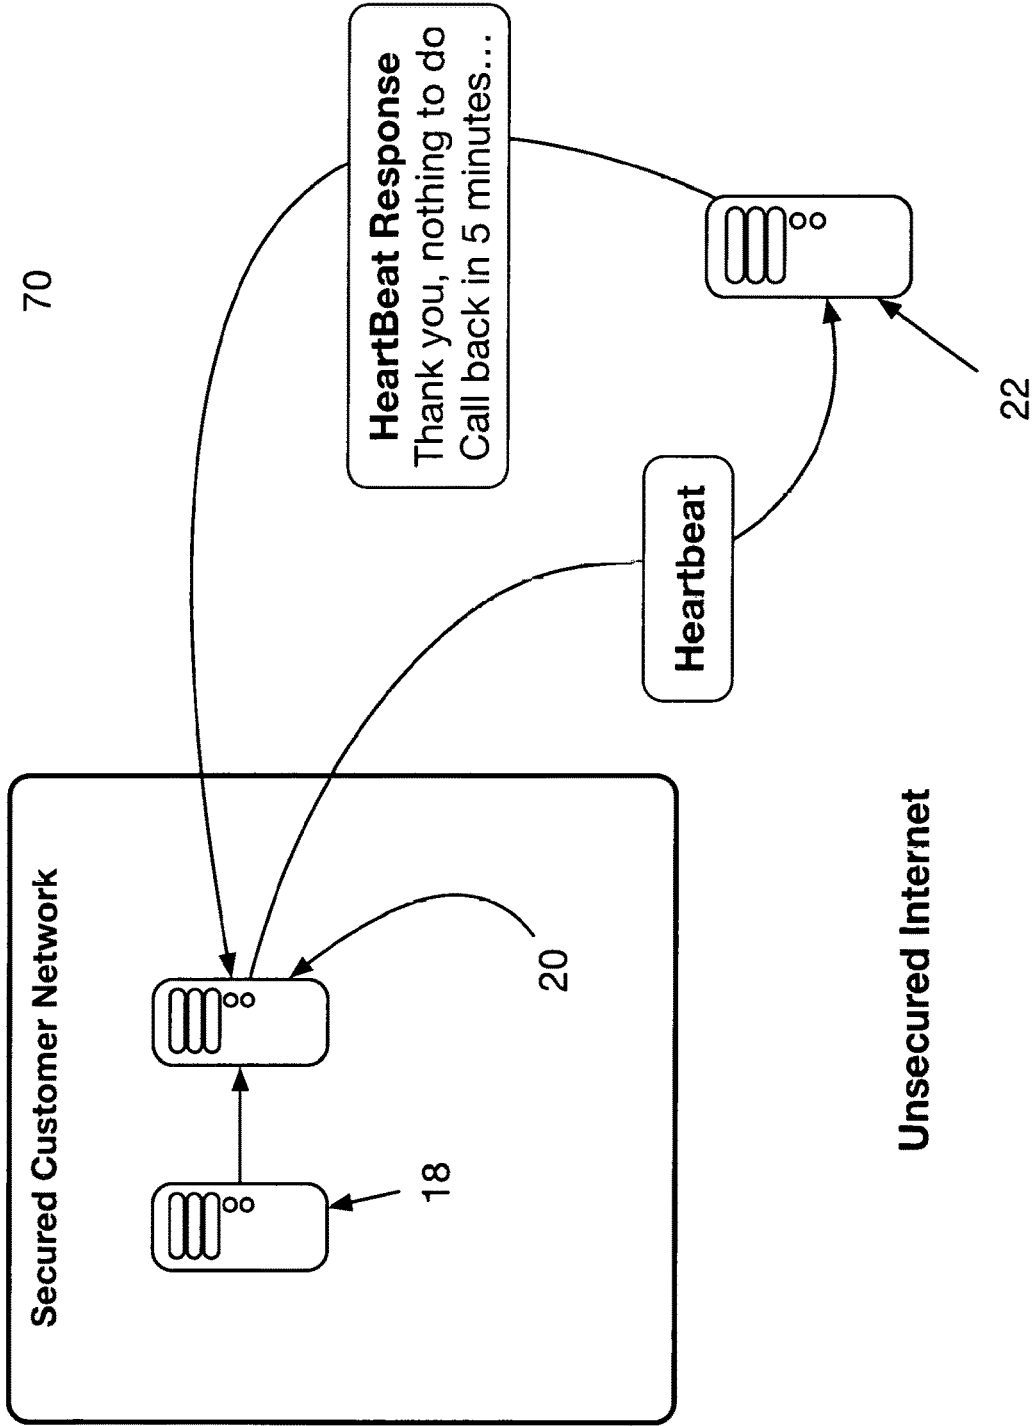 70
Secured Customer Network
18
20
HeartBeat Response
Thank you, nothing to do
Call back in 5 minutes...
Heartbeat
22
Unsecured Internet